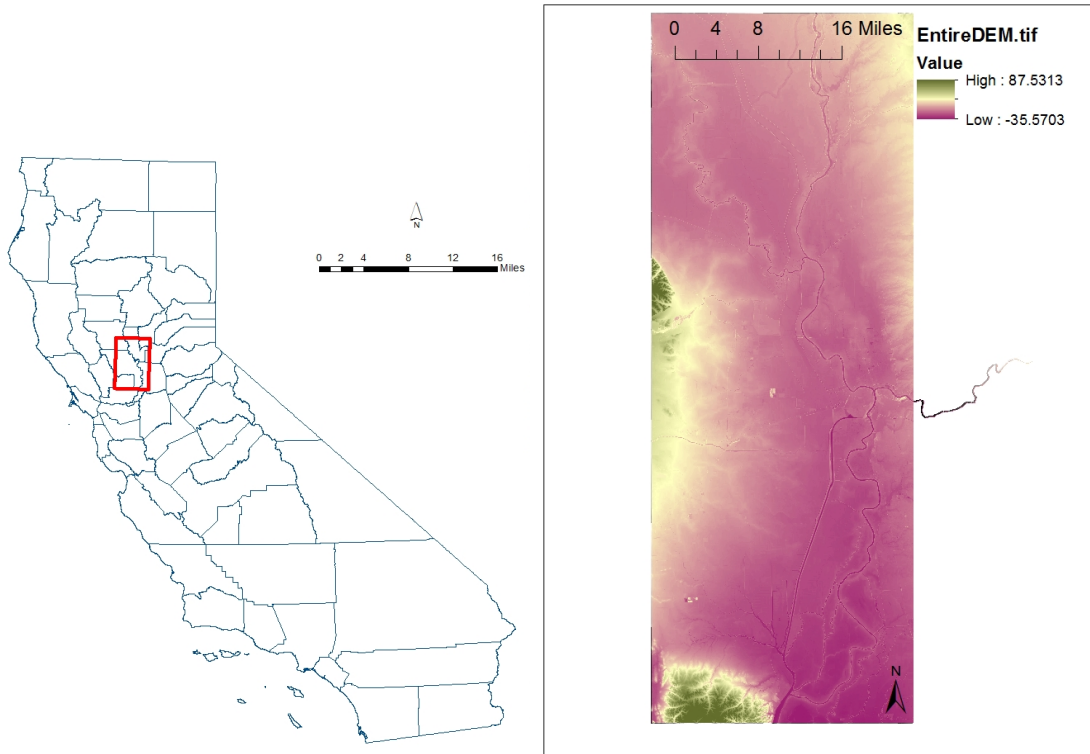 N
0 2 4 8 12 16
Miles
0 4 8 16 Miles
EntireDEM.tif
Value
High : 87.5313
Low : -35.5703
N